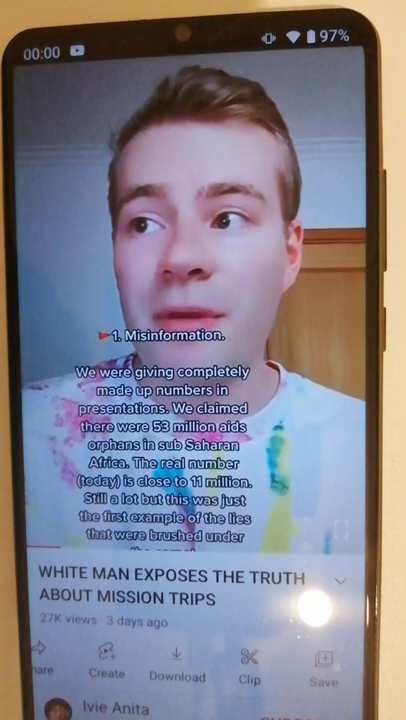 00:00
97%
1. Misinformation.
We were giving completely
made up numbers in
presentations. We claimed
there were 53 million aids
orphans in sub Saharan
Africa. The real number
(today) is close to 11 million.
Still a lot but this was just
the first example of the lies
that were brushed under
WHITE MAN EXPOSES THE TRUTH
ABOUT MISSION TRIPS
27K views · 3 days ago
hare Create Download Clip Save
Ivie Anita